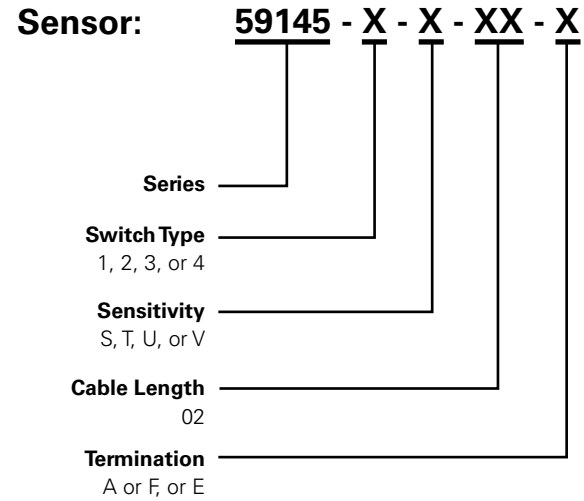 Sensor: 59145 - X - X - XX - X
Series
Switch Type
1, 2, 3, or 4
Sensitivity
S, T, U, or V
Cable Length
02
Termination
A or F, or E